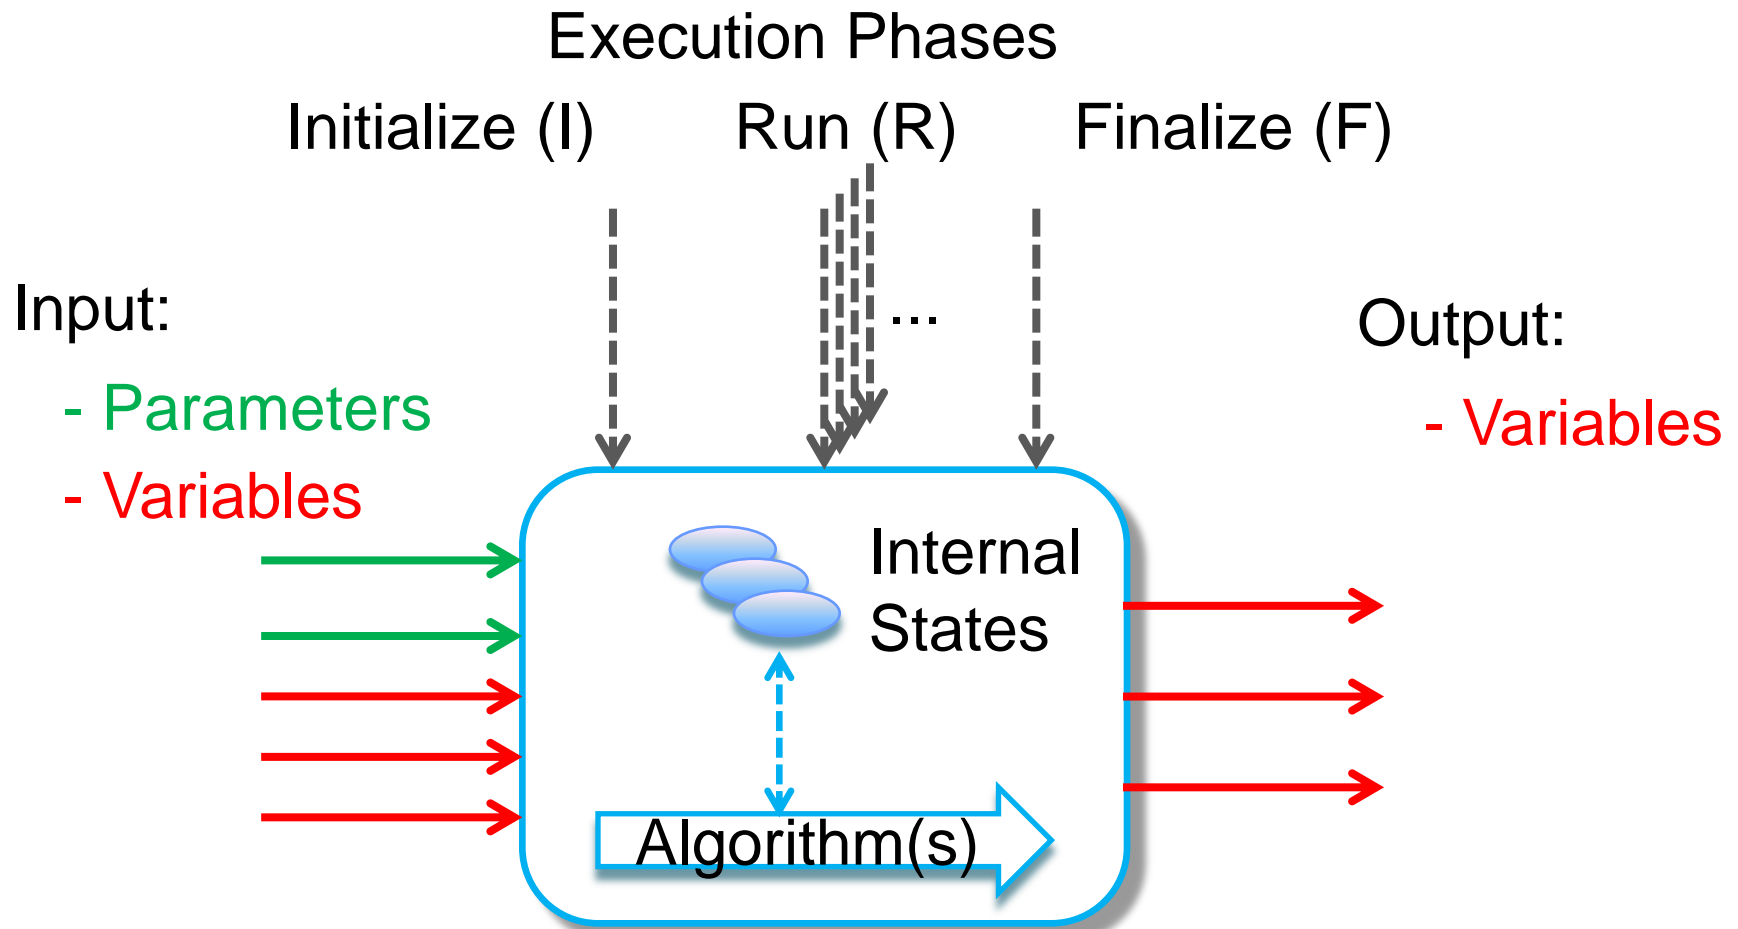 Execution Phases
Initialize (I) Run (R) Finalize (F)
...
Input:
- Parameters
- Variables
Output:
- Variables
Internal
States
Algorithm(s)